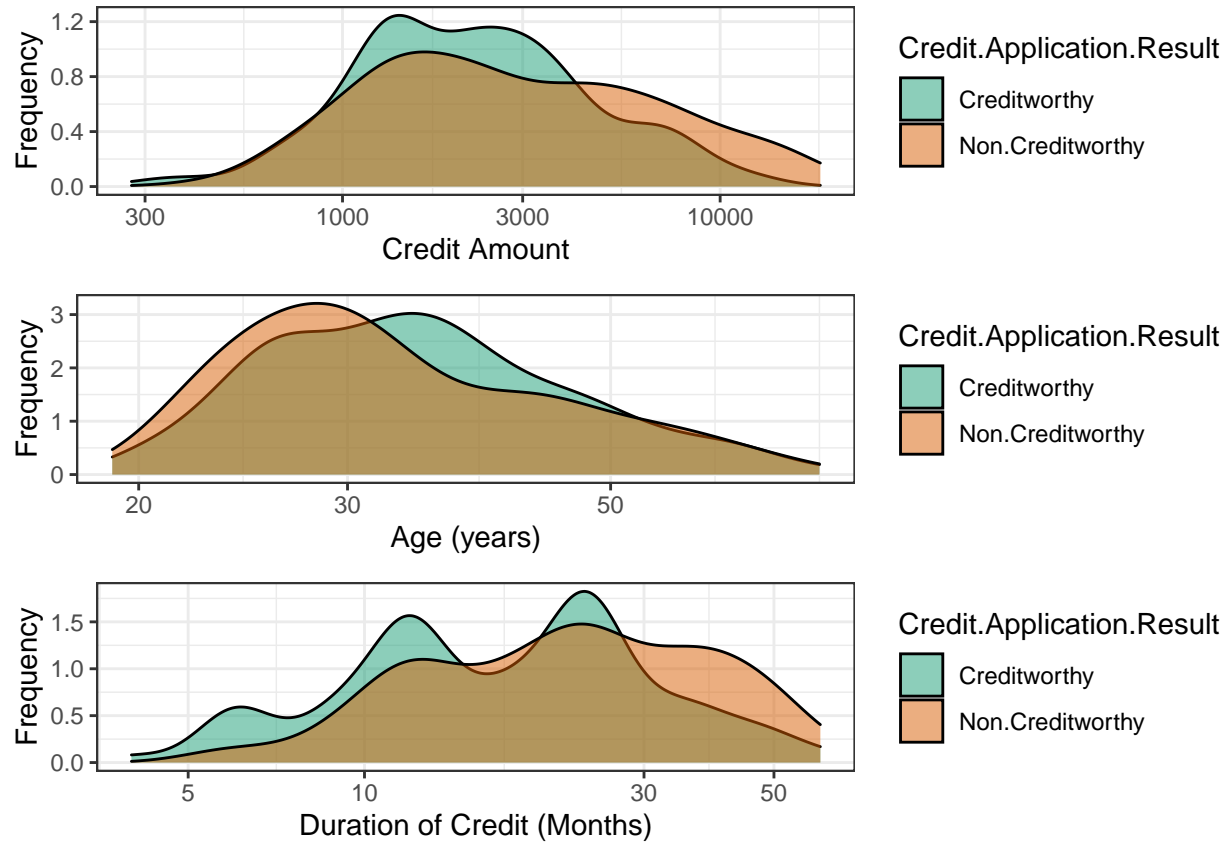 Frequency
1.2
0.8
0.4
0.0
300 1000 3000 10000
Credit Amount
Credit.Application.Result
Creditworthy
Non.Creditworthy
Frequency
3
2
1
0
20 30 50
Age (years)
Credit.Application.Result
Creditworthy
Non.Creditworthy
Frequency
1.5
1.0
0.5
0.0
5 10 30 50
Duration of Credit (Months)
Credit.Application.Result
Creditworthy
Non.Creditworthy